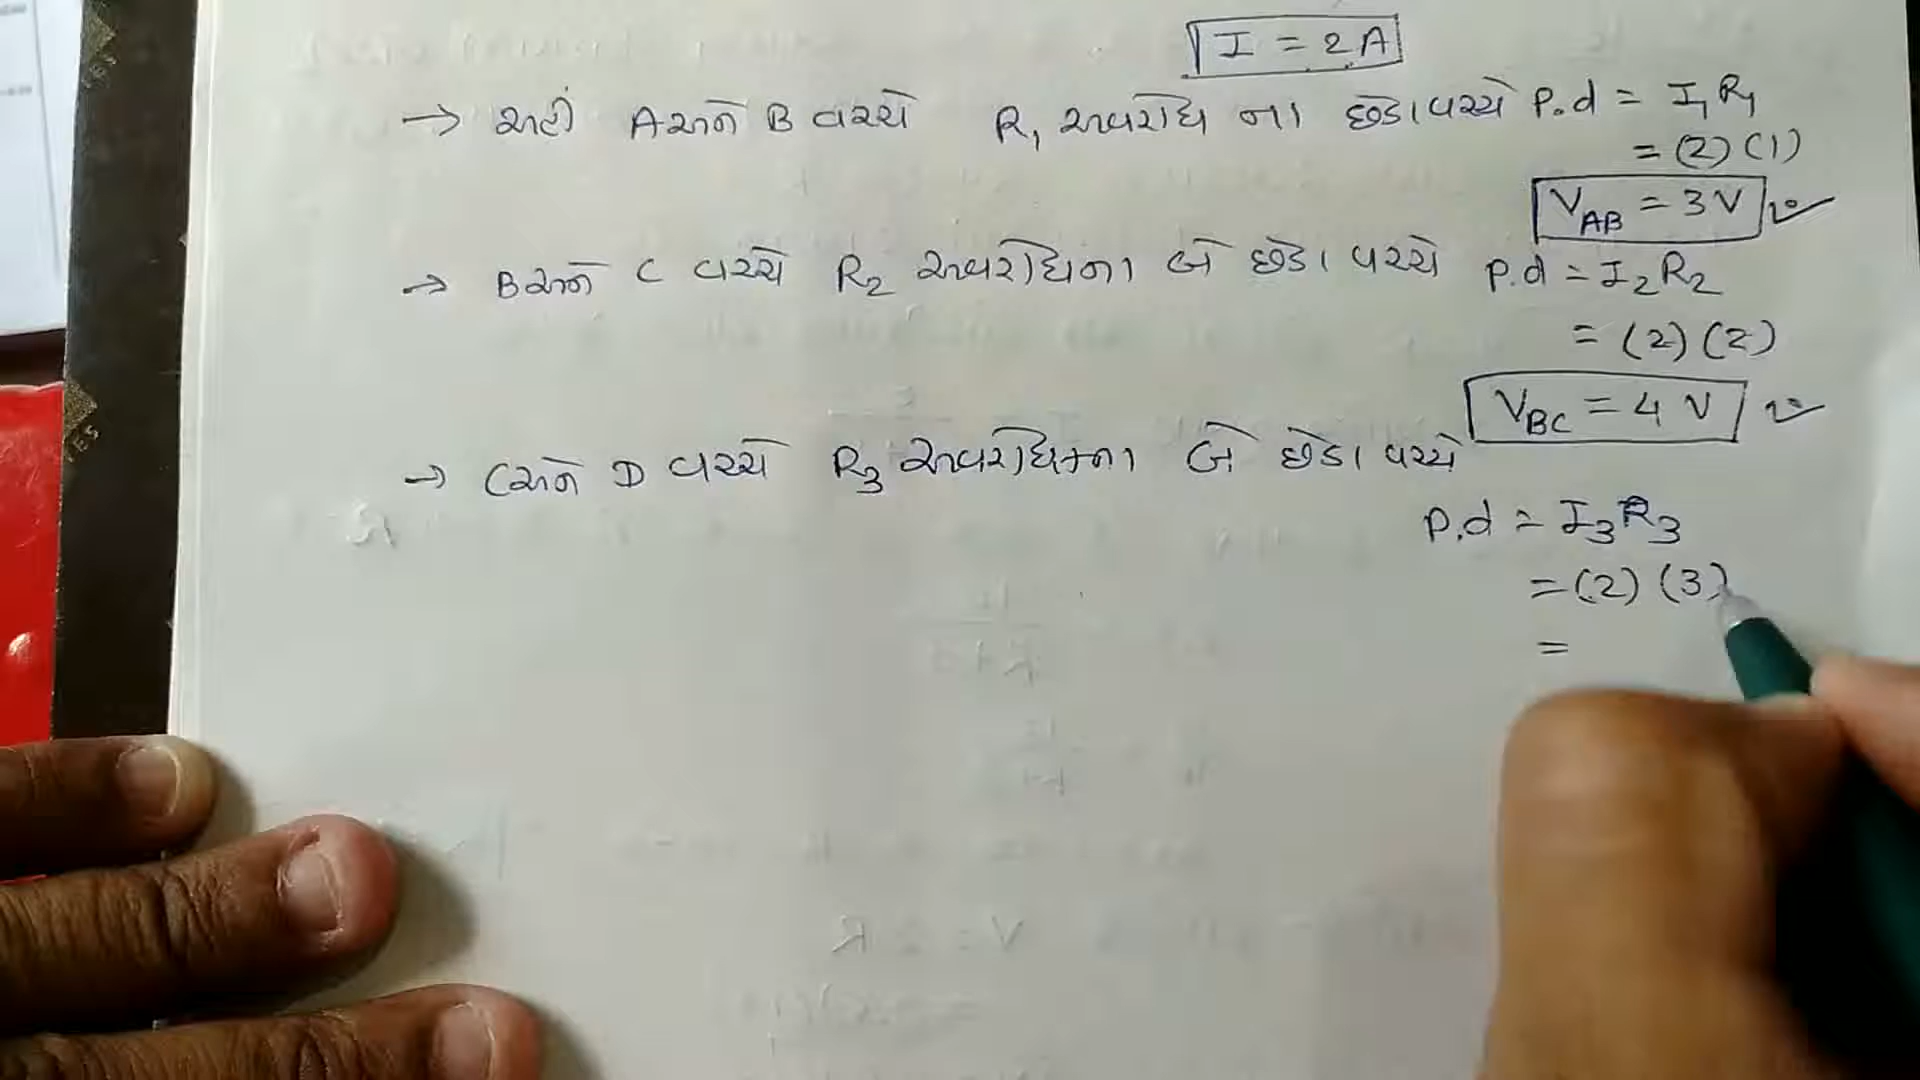 I = 2A
→ અહીં A અને B વચ્ચે R₁ અવરોધ ના છેડા વચ્ચે P.d = I₁R₁
= (2)(1)
V_AB = 3V
→ B અને C વચ્ચે R₂ અવરોધના બે છેડા વચ્ચે P.d = I₂R₂
= (2)(2)
V_BC = 4 V
→ C અને D વચ્ચે R₃ અવરોધના બે છેડા વચ્ચે
P.d = I₃R₃
= (2) (3)
=